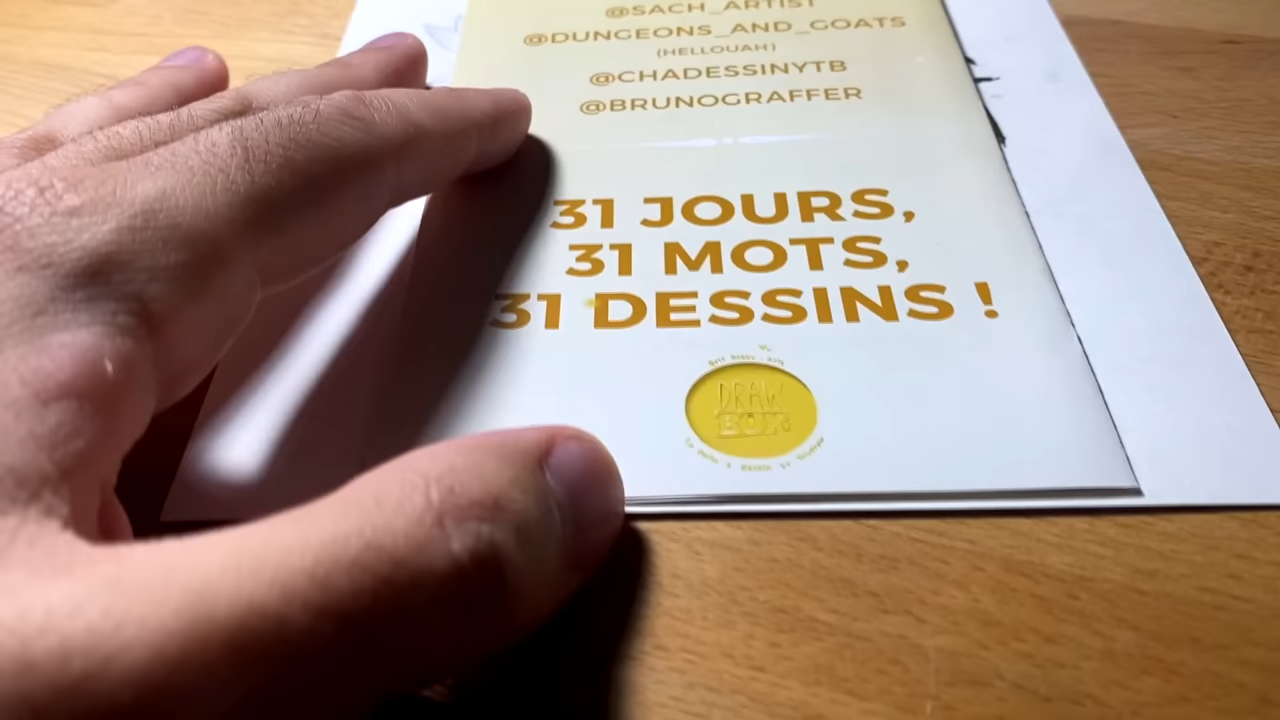 @SACH_ARTIST
@DUNGEONS_AND_GOATS
(HELLOUAH)
@CHADESSINYTB
@BRUNOGRAFFER
31 JOURS,
31 MOTS,
31 DESSINS !
DRAW
BOX